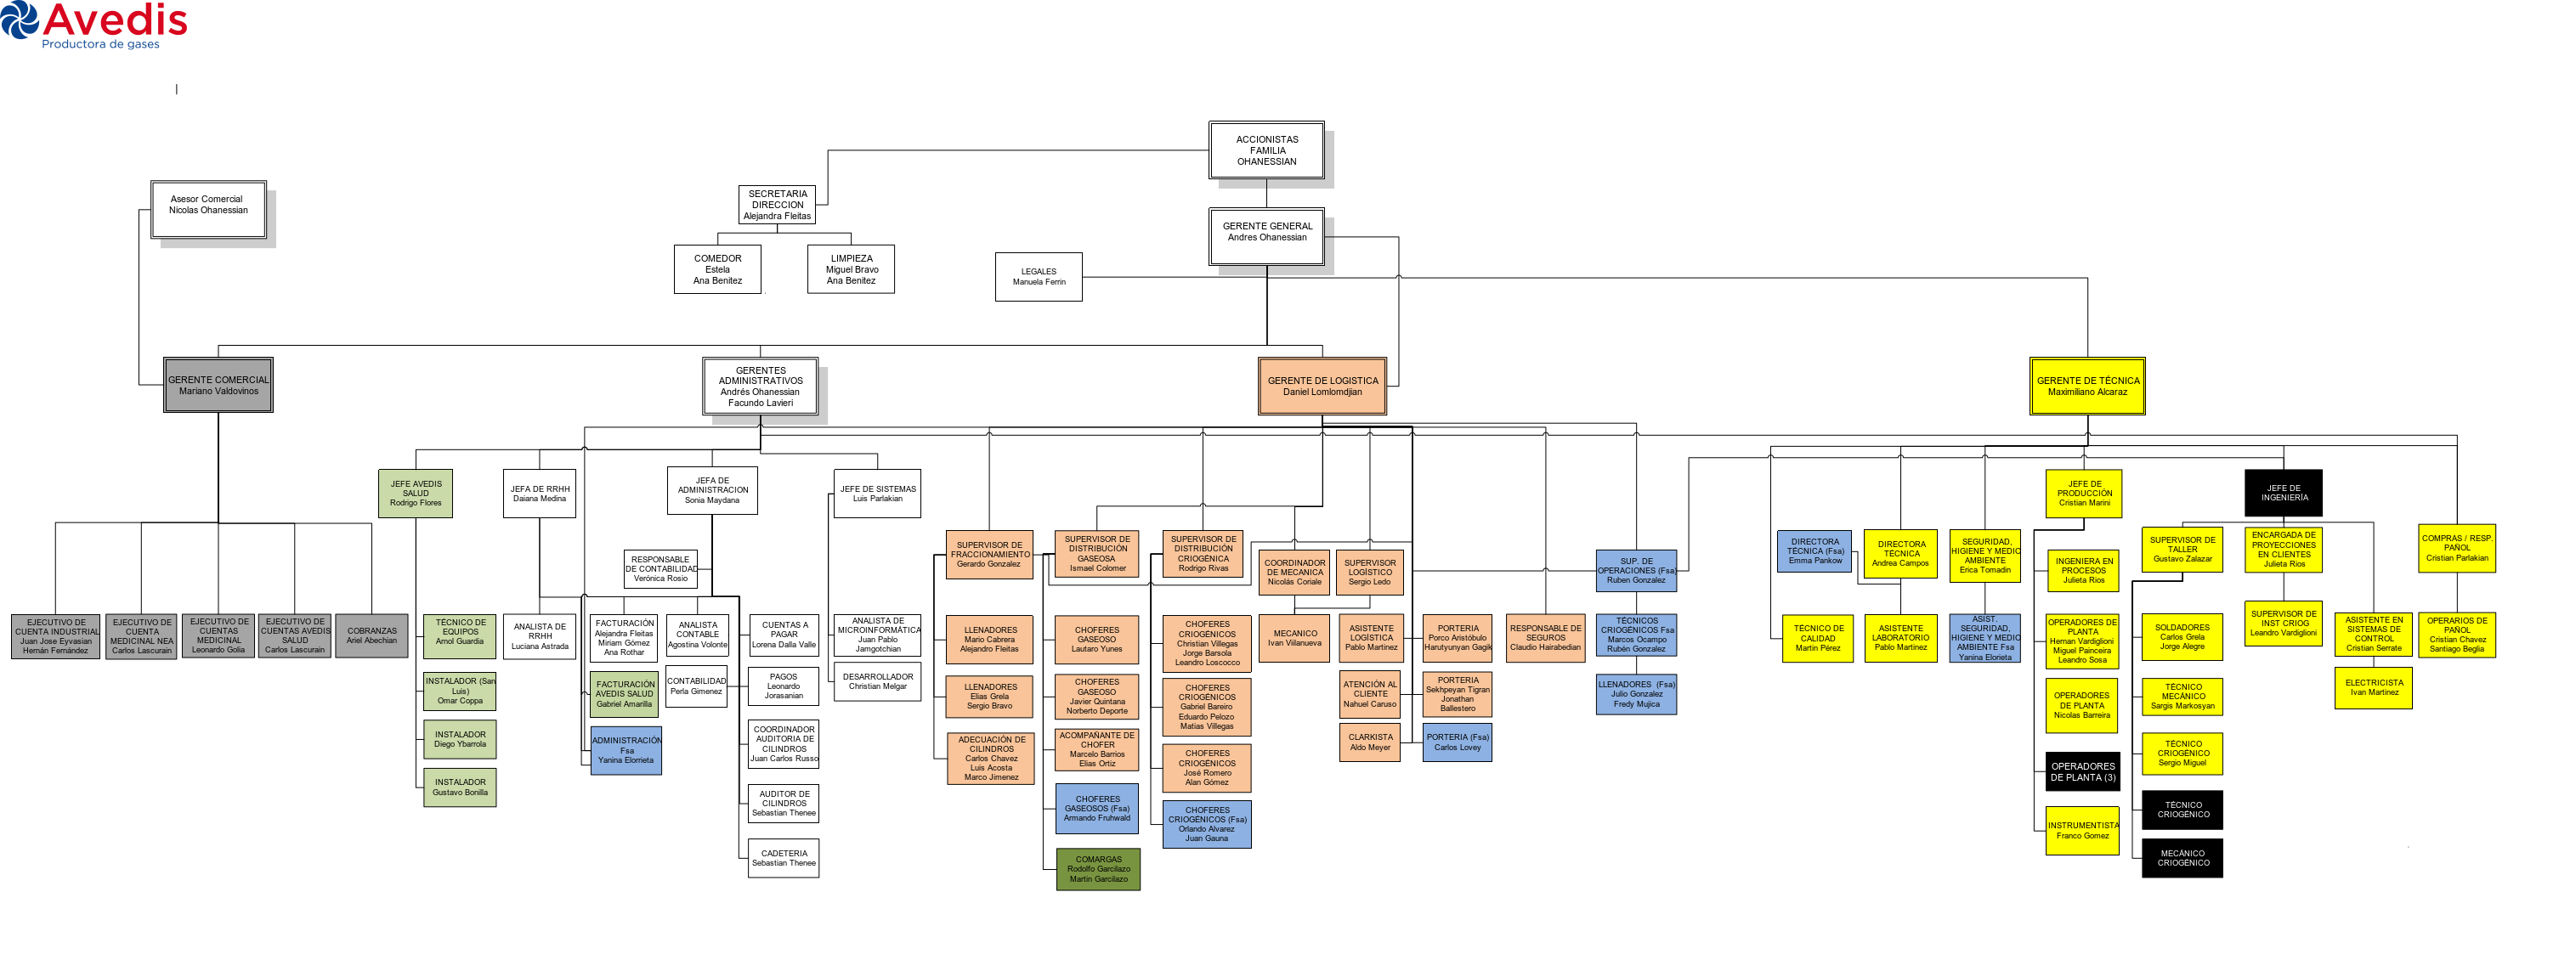 Avedis
Productora de gases
ACCIONISTAS
FAMILIA
OHANESSIAN
Asesor Comercial
Nicolas Ohanessian
SECRETARIA
DIRECCION
Alejandra Fleitas
GERENTE GENERAL
Andres Ohanessian
COMEDOR
Estela
Ana Benitez
LIMPIEZA
Miguel Bravo
Ana Benitez
LEGALES
Manuela Ferrin
GERENTE COMERCIAL
Mariano Valdovinos
GERENTES
ADMINISTRATIVOS
Andrés Ohanessian
Facundo Lavieri
GERENTE DE LOGISTICA
Daniel Lomlomdjian
GERENTE DE TÉCNICA
Maximiliano Alcaraz
JEFE AVEDIS
SALUD
Rodrigo Flores
JEFA DE RRHH
Daiana Medina
JEFA DE
ADMINISTRACION
Sonia Maydana
JEFE DE SISTEMAS
Luis Parlakian
JEFE DE
PRODUCCIÓN
Cristian Marini
JEFE DE
INGENIERÍA
RESPONSABLE
DE CONTABILIDAD
Verónica Rosio
SUPERVISOR DE
FRACCIONAMIENTO
Gerardo Gonzalez
SUPERVISOR DE
DISTRIBUCIÓN
GASEOSA
Ismael Colomer
SUPERVISOR DE
DISTRIBUCIÓN
CRIOGÉNICA
Rodrigo Rivas
COORDINADOR
DE MECANICA
Nicolás Coriale
SUPERVISOR
LOGÍSTICO
Sergio Ledo
SUP. DE
OPERACIONES (Fsa)
Ruben Gonzalez
DIRECTORA
TÉCNICA (Fsa)
Emma Pankow
DIRECTORA
TÉCNICA
Andrea Campos
SEGURIDAD,
HIGIENE Y MEDIO
AMBIENTE
Erica Tomadin
INGENIERA EN
PROCESOS
Julieta Rios
SUPERVISOR DE
TALLER
Gustavo Zalazar
ENCARGADA DE
PROYECCIONES
EN CLIENTES
Julieta Rios
COMPRAS / RESP.
PAÑOL
Cristian Parlakian
EJECUTIVO DE
CUENTA INDUSTRIAL
Juan Jose Eyvasian
Hernán Fernández
EJECUTIVO DE
CUENTA
MEDICINAL NEA
Carlos Lascurain
EJECUTIVO DE
CUENTAS
MEDICINAL
Leonardo Golia
EJECUTIVO DE
CUENTAS AVEDIS
SALUD
Carlos Lascurain
COBRANZAS
Ariel Abechian
TÉCNICO DE
EQUIPOS
Arnol Guardia
INSTALADOR (San
Luis)
Omar Coppa
INSTALADOR
Diego Ybarrola
INSTALADOR
Gustavo Bonilla
ANALISTA DE
RRHH
Luciana Astrada
FACTURACIÓN
Alejandra Fleitas
Miriam Gómez
Ana Rothar
FACTURACIÓN
AVEDIS SALUD
Gabriel Amarilla
ADMINISTRACIÓN
Fsa
Yanina Elorrieta
ANALISTA
CONTABLE
Agostina Volonte
CONTABILIDAD
Perla Gimenez
CUENTAS A
PAGAR
Lorena Dalla Valle
PAGOS
Leonardo
Jorasanian
COORDINADOR
AUDITORIA DE
CILINDROS
Juan Carlos Russo
AUDITOR DE
CILINDROS
Sebastian Thenee
CADETERIA
Sebastian Thenee
ANALISTA DE
MICROINFORMÁTICA
Juan Pablo
Jamgotchian
DESARROLLADOR
Christian Melgar
LLENADORES
Mario Cabrera
Alejandro Fleitas
LLENADORES
Elias Grela
Sergio Bravo
ADECUACIÓN DE
CILINDROS
Carlos Chavez
Luis Acosta
Marco Jimenez
CHOFERES
GASEOSO
Lautaro Yunes
CHOFERES
GASEOSO
Javier Quintana
Norberto Deporte
ACOMPAÑANTE DE
CHOFER
Marcelo Barrios
Elias Ortiz
CHOFERES
GASEOSOS (Fsa)
Armando Fruhwald
COMARGAS
Rodolfo Garcilazo
Martin Garcilazo
CHOFERES
CRIOGÉNICOS
Christian Villegas
Jorge Barsola
Leandro Loscocco
CHOFERES
CRIOGÉNICOS
Gabriel Bareiro
Eduardo Pelozo
Matias Villegas
CHOFERES
CRIOGÉNICOS
José Romero
Alan Gómez
CHOFERES
CRIOGÉNICOS (Fsa)
Orlando Alvarez
Juan Gauna
MECANICO
Ivan Villanueva
ASISTENTE
LOGÍSTICA
Pablo Martinez
ATENCIÓN AL
CLIENTE
Nahuel Caruso
CLARKISTA
Aldo Meyer
PORTERIA
Porco Aristóbulo
Harutyunyan Gagik
PORTERIA
Sekhpeyan Tigran
Jonathan
Ballestero
PORTERIA (Fsa)
Carlos Lovey
RESPONSABLE DE
SEGUROS
Claudio Hairabedian
TÉCNICOS
CRIOGÉNICOS Fsa
Marcos Ocampo
Rubén Gonzalez
LLENADORES (Fsa)
Julio Gonzalez
Fredy Mujica
TÉCNICO DE
CALIDAD
Martin Pérez
ASISTENTE
LABORATORIO
Pablo Martinez
ASIST.
SEGURIDAD,
HIGIENE Y MEDIO
AMBIENTE Fsa
Yanina Elorieta
OPERADORES DE
PLANTA
Hernan Vardiglioni
Miguel Painceira
Leandro Sosa
OPERADORES
DE PLANTA
Nicolas Barreira
OPERADORES
DE PLANTA (3)
INSTRUMENTISTA
Franco Gomez
SOLDADORES
Carlos Grela
Jorge Alegre
TÉCNICO
MECÁNICO
Sargis Markosyan
TÉCNICO
CRIOGÉNICO
Sergio Miguel
TÉCNICO
CRIOGÉNICO
MECÁNICO
CRIOGÉNICO
SUPERVISOR DE
INST CRIOG
Leandro Vardiglioni
ASISTENTE EN
SISTEMAS DE
CONTROL
Cristian Serrate
ELECTRICISTA
Ivan Martinez
OPERARIOS DE
PAÑOL
Cristian Chavez
Santiago Beglia